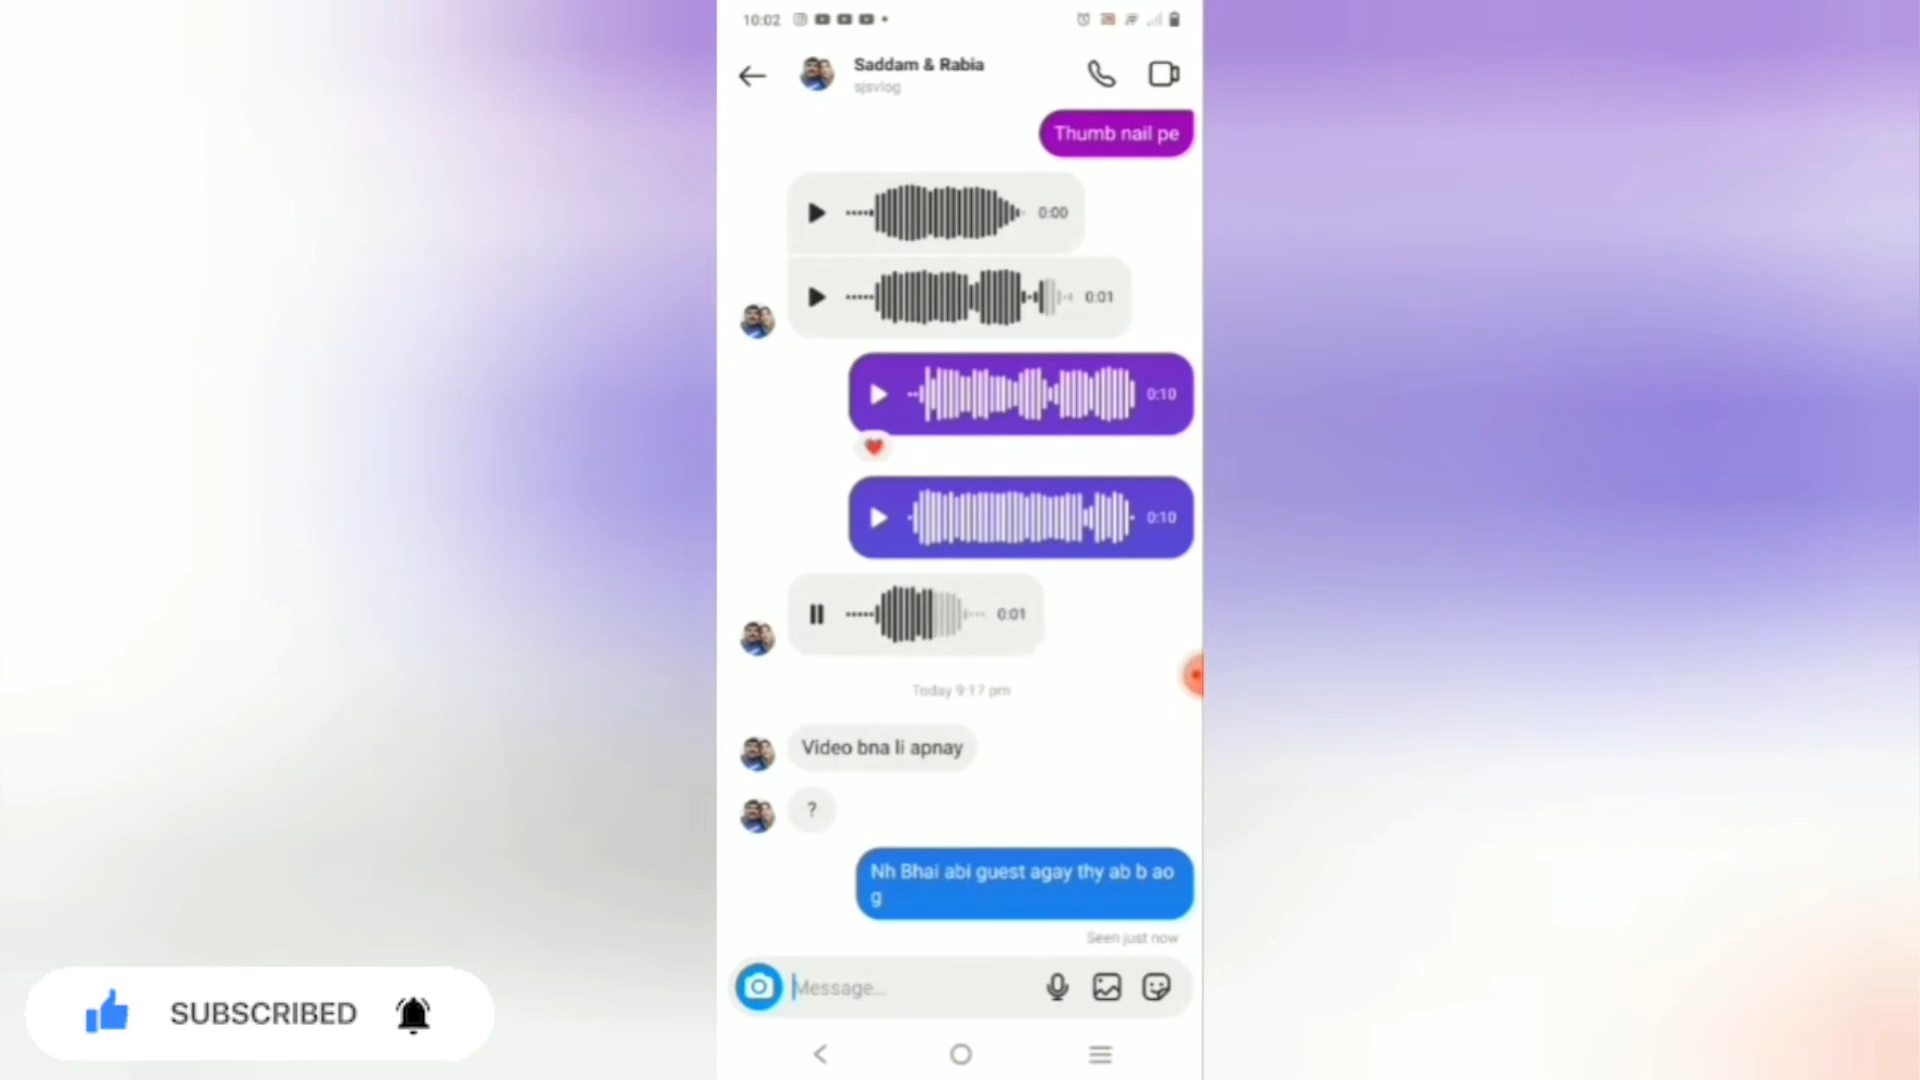 10:02
Saddam & Rabia
sjsvlog
Thumb nail pe
0:00
0:01
0:10
0:10
0:01
Today 9:17 pm
Video bna li apnay
?
Nh Bhai abi guest agay thy ab b ao
g
Seen just now
Message...
SUBSCRIBED